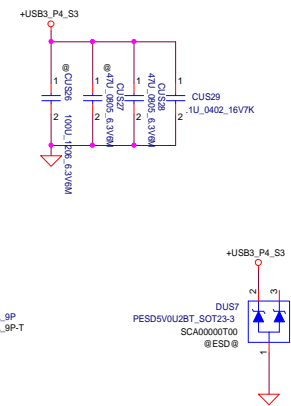 +USB3_P4_S3
1
1
1
1
@
CUS26
100U_1206_6.3V6M
@
CUS27
47U_0805_6.3V6M
CUS28
47U_0805_6.3V6M
CUS29
.1U_0402_16V7K
2
2
2
2
+USB3_P4_S3
2
3
DUS7
PESD5V0U2BT_SOT23-3
SCA00000T00
@ESD@
1
_9P
_9P-T